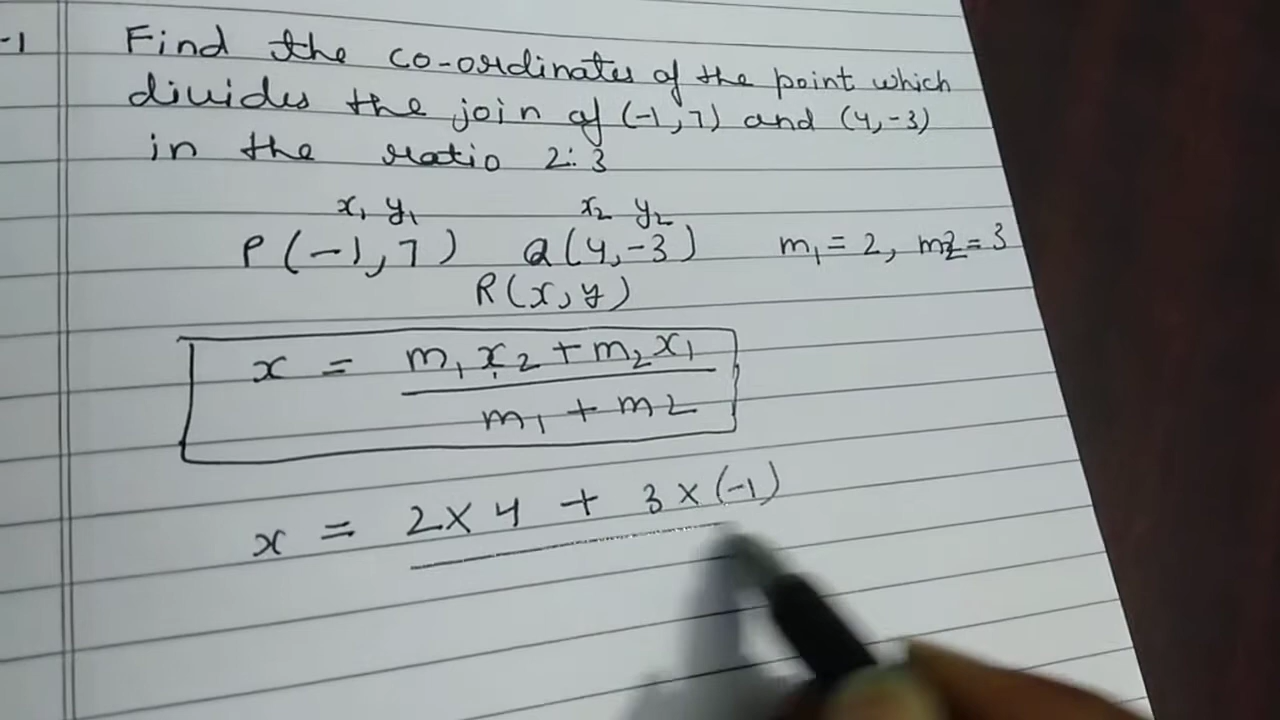 -1
Find the co-ordinates of the point which
divides the join of (-1, 7) and (4, -3)
in the ratio 2:3
x₁ y₁ x₂ y₂
P(-1, 7) Q(4, -3) m₁ = 2, m2 = 3
R(x, y)
x = m₁x₂ + m₂x₁
m₁ + m2
x = 2 × 4 + 3 × (-1)